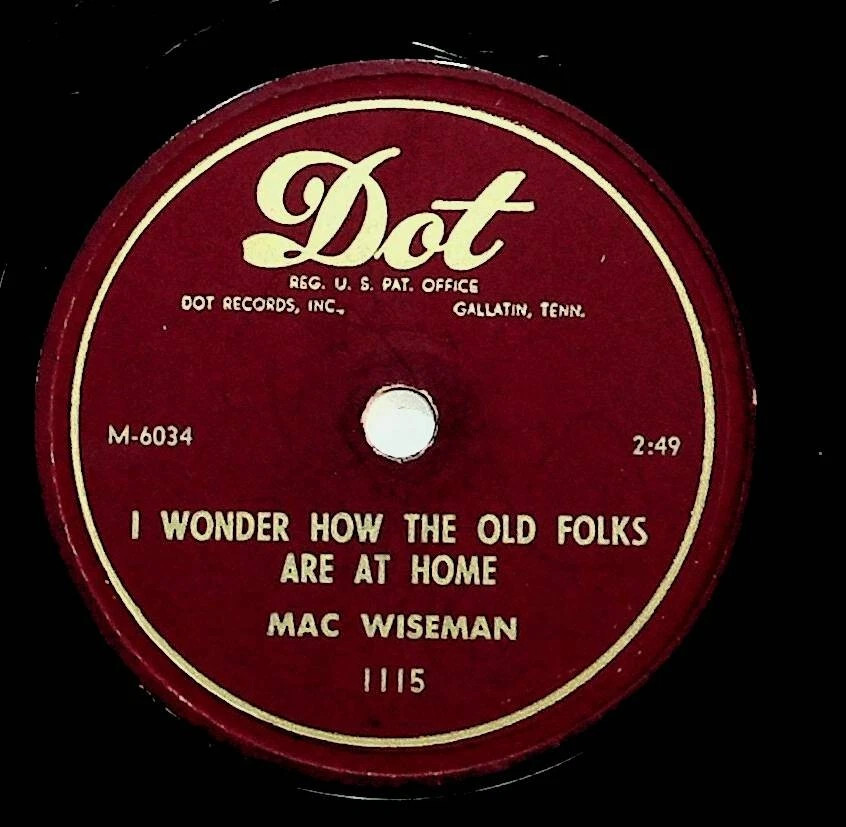 Dot
REG. U. S. PAT. OFFICE
DOT RECORDS, INC., GALLATIN, TENN.
M-6034 2:49
I WONDER HOW THE OLD FOLKS
ARE AT HOME
MAC WISEMAN
1115